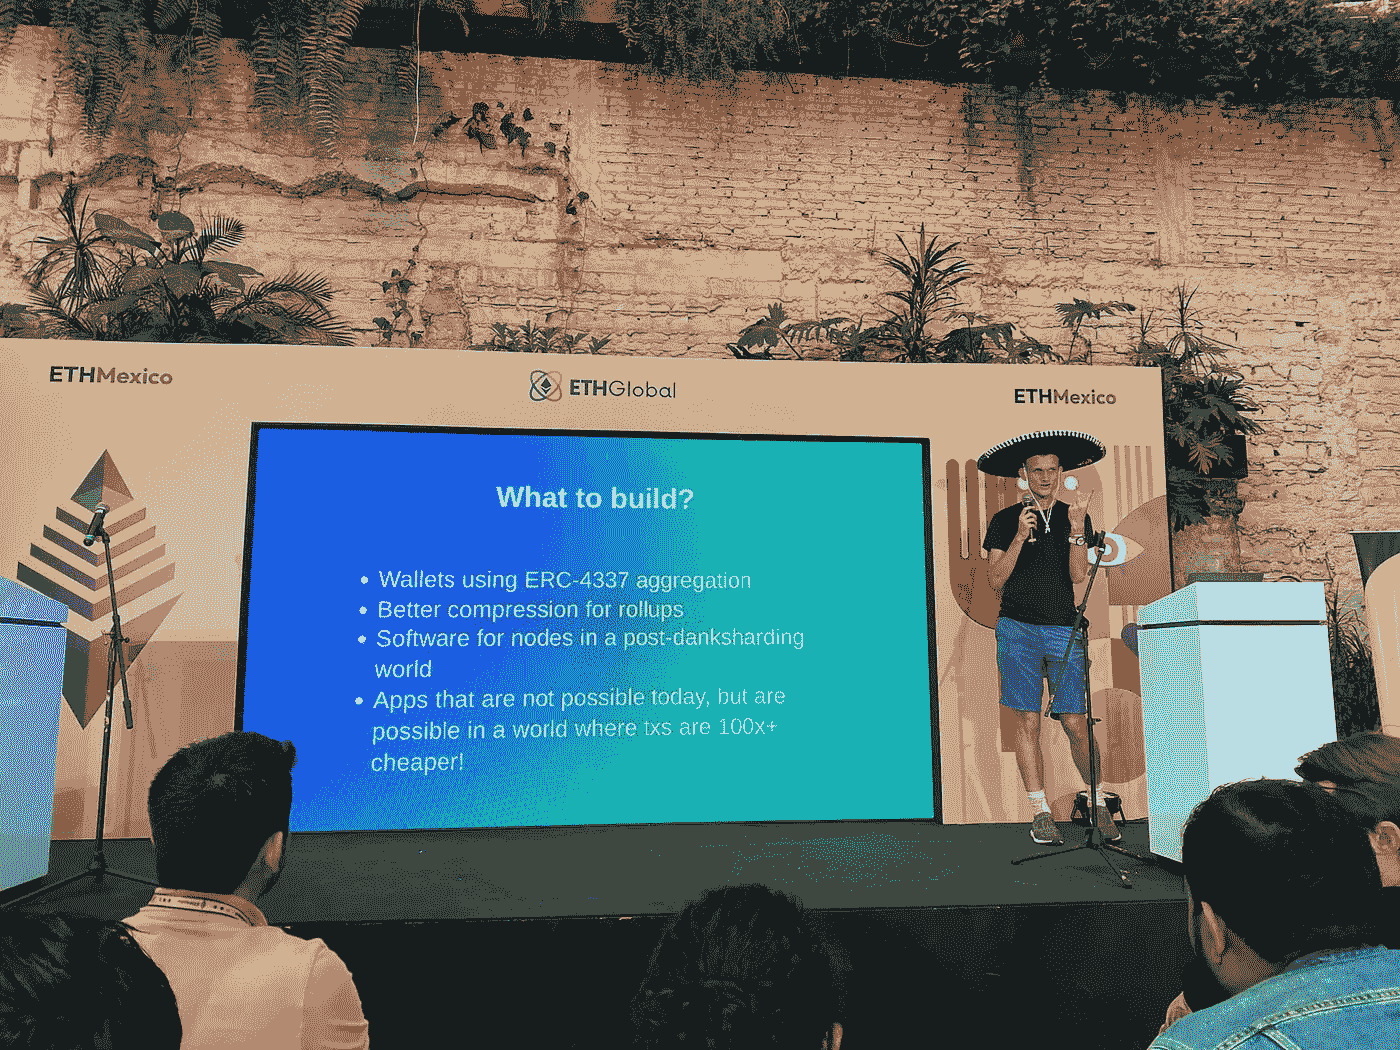 ETHMexico
ETHGlobal
ETHMexico
What to build?
• Wallets using ERC-4337 aggregation
• Better compression for rollups
• Software for nodes in a post-danksharding
world
• Apps that are not possible today, but are
possible in a world where txs are 100x+
cheaper!